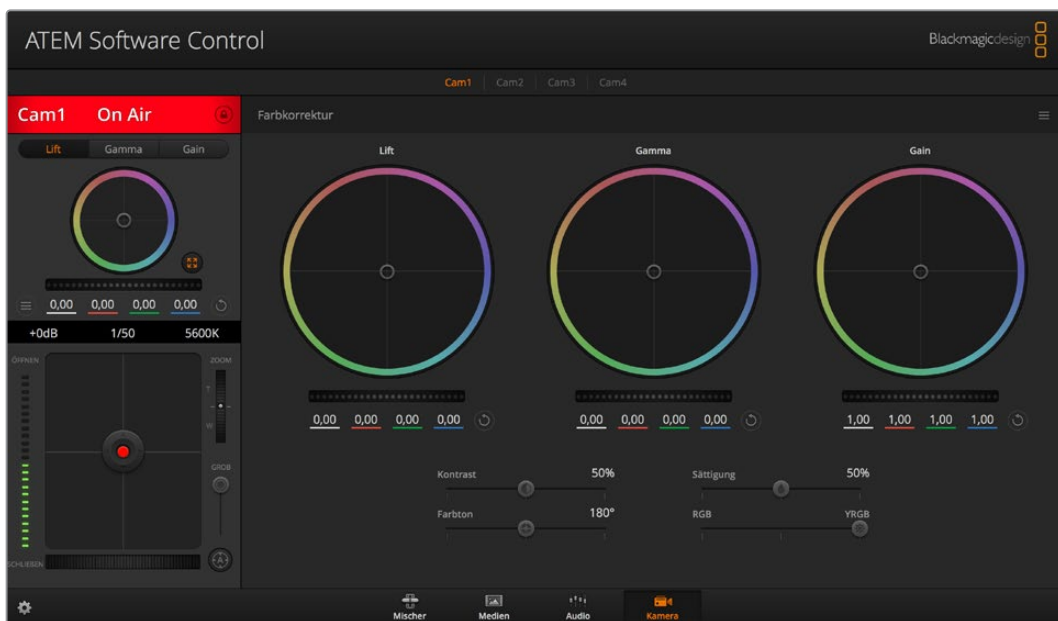 ATEM Software Control
Blackmagicdesign
Cam1 Cam2 Cam3 Cam4
Cam1 On Air
Farbkorrektur
Lift Gamma Gain
Lift Gamma Gain
0,00 0,00 0,00 0,00
+0dB 1/50 5600K
ÖFFNEN
ZOOM
T
W
GROB
SCHLIEßEN
A
0,00 0,00 0,00 0,00
0,00 0,00 0,00 0,00
1,00 1,00 1,00 1,00
Kontrast 50%
Sättigung 50%
Farbton 180°
RGB YRGB
Mischer Medien Audio Kamera